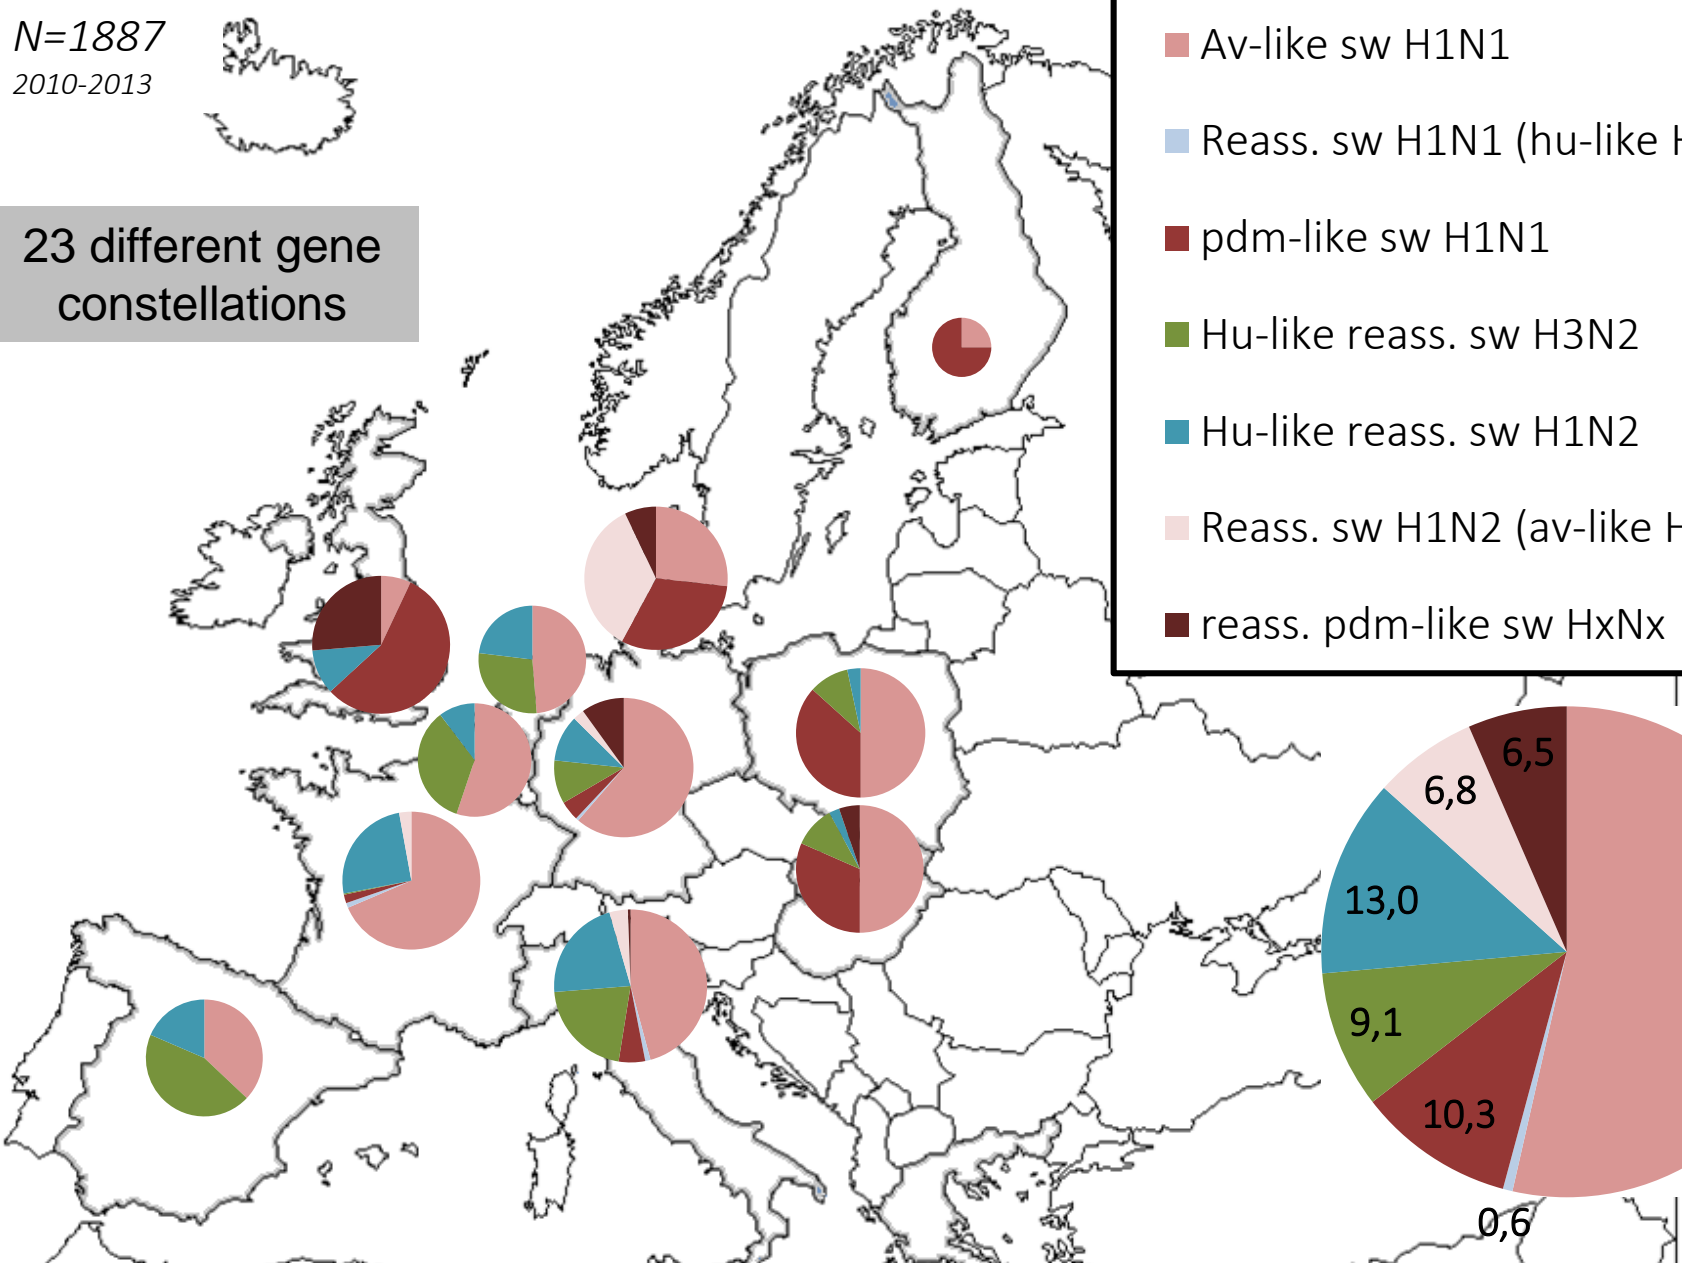 N=1887
2010-2013
23 different gene
constellations
Av-like sw H1N1
Reass. sw H1N1 (hu-like H
pdm-like sw H1N1
Hu-like reass. sw H3N2
Hu-like reass. sw H1N2
Reass. sw H1N2 (av-like H
reass. pdm-like sw HxNx
6,5
6,8
13,0
9,1
10,3
0,6